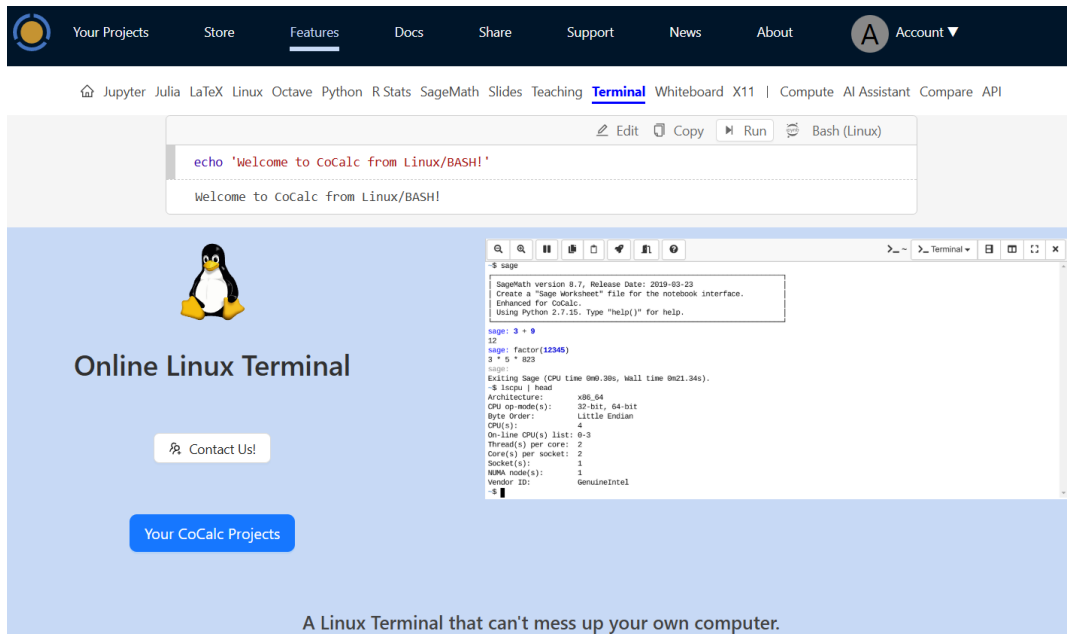 Your Projects Store Features Docs Share Support News About A Account ▼
Jupyter Julia LaTeX Linux Octave Python R Stats SageMath Slides Teaching Terminal Whiteboard X11 | Compute AI Assistant Compare API
Edit Copy Run Bash (Linux)
echo 'Welcome to CoCalc from Linux/BASH!'
Welcome to CoCalc from Linux/BASH!
>_ ~ >_ Terminal
~$ sage
SageMath version 8.7, Release Date: 2019-03-23
Create a "Sage Worksheet" file for the notebook interface.
Enhanced for CoCalc.
Using Python 2.7.15. Type "help()" for help.
sage: 3 + 9
12
sage: factor(12345)
3 * 5 * 823
sage:
Exiting Sage (CPU time 0m0.30s, Wall time 0m21.34s).
~$ lscpu | head
Architecture: x86_64
CPU op-mode(s): 32-bit, 64-bit
Byte Order: Little Endian
CPU(s): 4
On-line CPU(s) list: 0-3
Thread(s) per core: 2
Core(s) per socket: 2
Socket(s): 1
NUMA node(s): 1
Vendor ID: GenuineIntel
~$
Online Linux Terminal
Contact Us!
Your CoCalc Projects
A Linux Terminal that can't mess up your own computer.